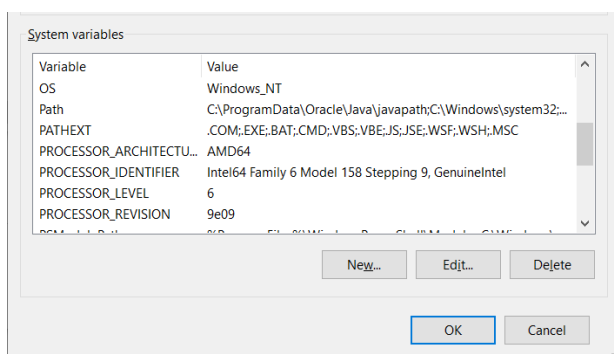 System variables
Variable Value
OS Windows_NT
Path C:\ProgramData\Oracle\Java\javapath;C:\Windows\system32;...
PATHEXT .COM;.EXE;.BAT;.CMD;.VBS;.VBE;.JS;.JSE;.WSF;.WSH;.MSC
PROCESSOR_ARCHITECTU... AMD64
PROCESSOR_IDENTIFIER Intel64 Family 6 Model 158 Stepping 9, GenuineIntel
PROCESSOR_LEVEL 6
PROCESSOR_REVISION 9e09
New... Edit... Delete
OK Cancel